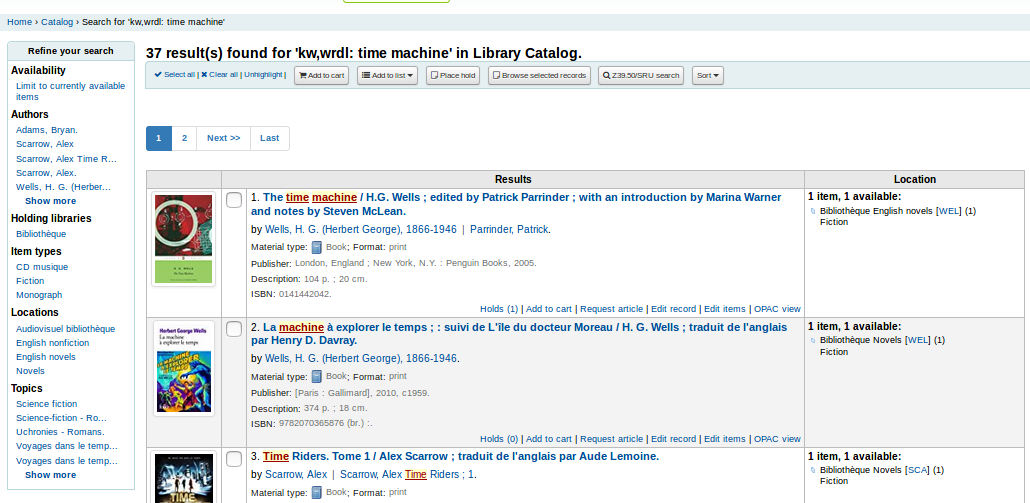 Home › Catalog › Search for 'kw,wrdl: time machine'
Refine your search
Availability
Limit to currently available
items
Authors
Adams, Bryan.
Scarrow, Alex
Scarrow, Alex Time R...
Scarrow, Alex.
Wells, H. G. (Herber...
Show more
Holding libraries
Bibliothèque
Item types
CD musique
Fiction
Monograph
Locations
Audiovisuel bibliothèque
English nonfiction
English novels
Novels
Topics
Science fiction
Science-fiction - Ro...
Uchronies - Romans.
Voyages dans le temp...
Voyages dans le temp...
Show more
37 result(s) found for 'kw,wrdl: time machine' in Library Catalog.
Select all | Clear all | Unhighlight | Add to cart Add to list Place hold Browse selected records Z39.50/SRU search Sort
1 2 Next >> Last
Results Location
1. The time machine / H.G. Wells ; edited by Patrick Parrinder ; with an introduction by Marina Warner
and notes by Steven McLean.
by Wells, H. G. (Herbert George), 1866-1946 | Parrinder, Patrick.
Material type: Book; Format: print
Publisher: London, England ; New York, N.Y. : Penguin Books, 2005.
Description: 104 p. ; 20 cm.
ISBN: 0141442042.
Holds (1) | Add to cart | Request article | Edit record | Edit items | OPAC view
1 item, 1 available:
Bibliothèque English novels [WEL] (1)
Fiction
Herbert George Wells
La machine
à explorer le temps
2. La machine à explorer le temps ; : suivi de L'île du docteur Moreau / H. G. Wells ; traduit de l'anglais
par Henry D. Davray.
by Wells, H. G. (Herbert George), 1866-1946.
Material type: Book; Format: print
Publisher: [Paris : Gallimard], 2010, c1959.
Description: 374 p. ; 18 cm.
ISBN: 9782070365876 (br.) :.
Holds (0) | Add to cart | Request article | Edit record | Edit items | OPAC view
1 item, 1 available:
Bibliothèque Novels [WEL] (1)
Fiction
TIME
3. Time Riders. Tome 1 / Alex Scarrow ; traduit de l'anglais par Aude Lemoine.
by Scarrow, Alex | Scarrow, Alex Time Riders ; 1.
Material type: Book; Format: print
1 item, 1 available:
Bibliothèque Novels [SCA] (1)
Fiction